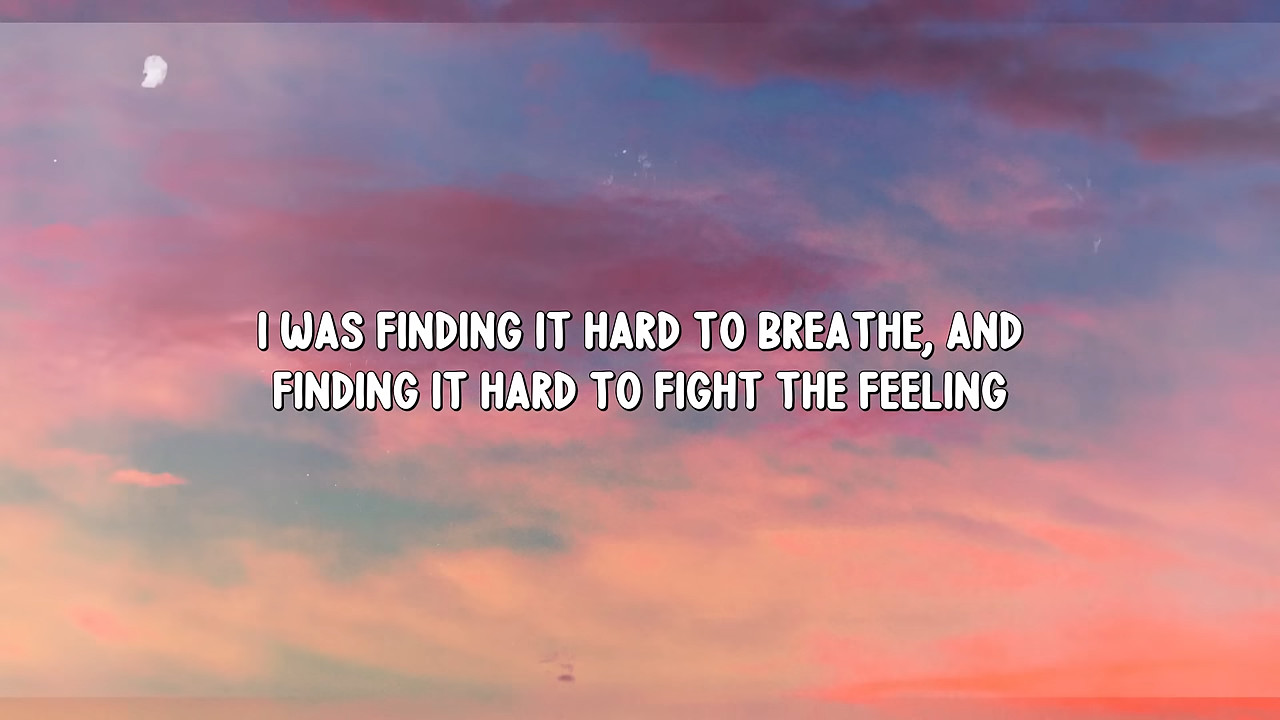 I WAS FINDING IT HARD TO BREATHE, AND
FINDING IT HARD TO FIGHT THE FEELING